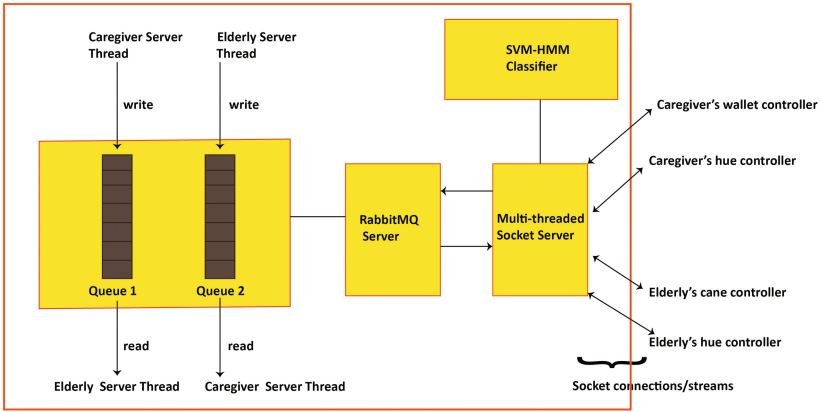 Caregiver Server
Thread
Elderly Server
Thread
write
write
Queue 1
Queue 2
read
read
Elderly  Server Thread
Caregiver  Server Thread
RabbitMQ
Server
SVM-HMM
Classifier
Multi-threaded
Socket Server
Caregiver's wallet controller
Caregiver's hue controller
Elderly's cane controller
Elderly's hue controller
Socket connections/streams